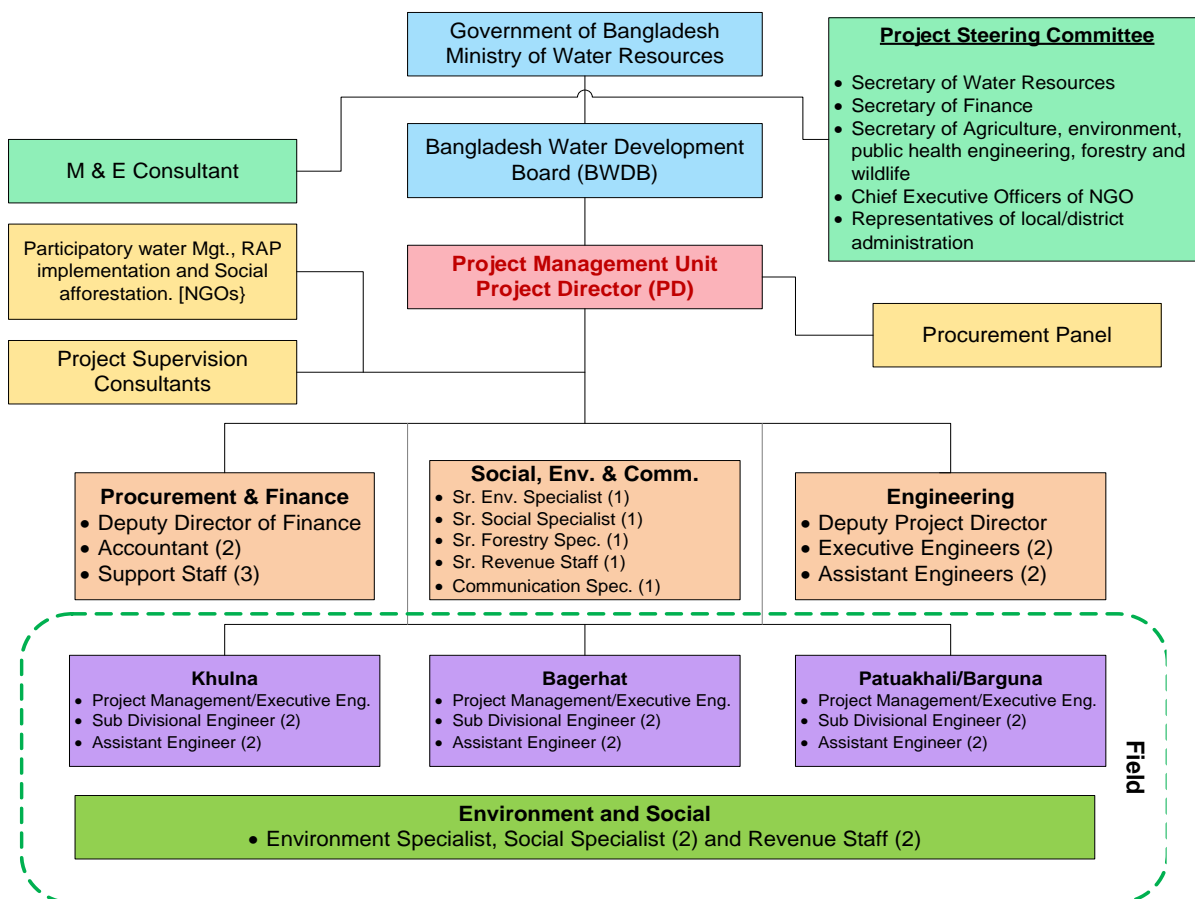 Government of Bangladesh
Ministry of Water Resources
Project Steering Committee
• Secretary of Water Resources
• Secretary of Finance
• Secretary of Agriculture, environment,
public health engineering, forestry and
wildlife
• Chief Executive Officers of NGO
• Representatives of local/district
administration
M & E Consultant
Bangladesh Water Development
Board (BWDB)
Participatory water Mgt., RAP
implementation and Social
afforestation. [NGOs}
Project Management Unit
Project Director (PD)
Procurement Panel
Project Supervision
Consultants
Procurement & Finance
• Deputy Director of Finance
• Accountant (2)
• Support Staff (3)
Social, Env. & Comm.
• Sr. Env. Specialist (1)
• Sr. Social Specialist (1)
• Sr. Forestry Spec. (1)
• Sr. Revenue Staff (1)
• Communication Spec. (1)
Engineering
• Deputy Project Director
• Executive Engineers (2)
• Assistant Engineers (2)
Khulna
• Project Management/Executive Eng.
• Sub Divisional Engineer (2)
• Assistant Engineer (2)
Bagerhat
• Project Management/Executive Eng.
• Sub Divisional Engineer (2)
• Assistant Engineer (2)
Patuakhali/Barguna
• Project Management/Executive Eng.
• Sub Divisional Engineer (2)
• Assistant Engineer (2)
Field
Environment and Social
• Environment Specialist, Social Specialist (2) and Revenue Staff (2)